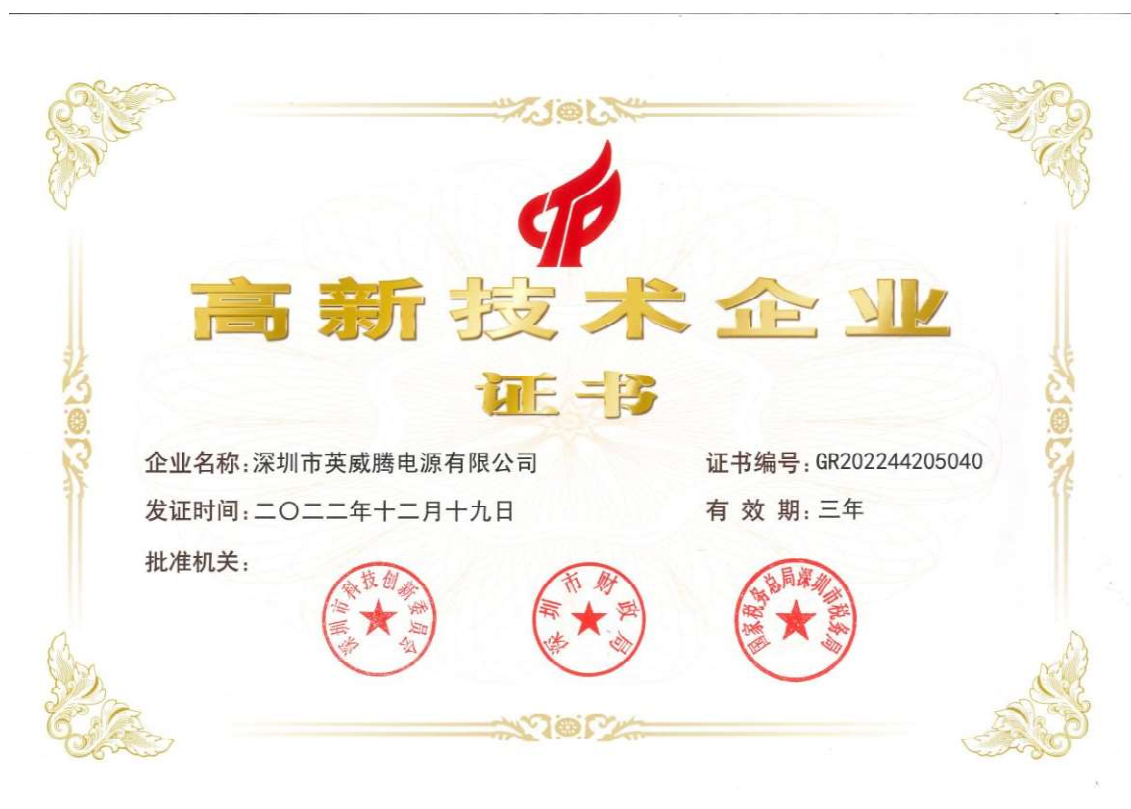 CTP
高新技术企业
证书
企业名称:深圳市英威腾电源有限公司
证书编号:GR202244205040
发证时间:二〇二二年十二月十九日
有 效 期:三年
批准机关:
深圳市科技创新委员会
深圳市财政局
国家税务总局深圳市税务局